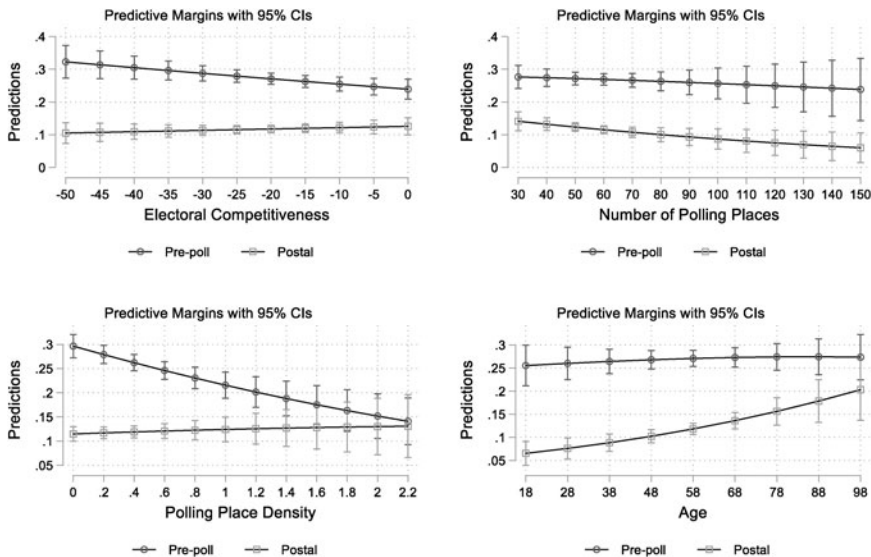 Predictive Margins with 95% CIs
Predictions
.4
.3
.2
.1
0
-50 -45 -40 -35 -30 -25 -20 -15 -10 -5 0
Electoral Competitiveness
Pre-poll Postal
Predictive Margins with 95% CIs
Predictions
.4
.3
.2
.1
0
30 40 50 60 70 80 90 100 110 120 130 140 150
Number of Polling Places
Pre-poll Postal
Predictive Margins with 95% CIs
Predictions
.3
.25
.2
.15
.1
.05
0 .2 .4 .6 .8 1 1.2 1.4 1.6 1.8 2 2.2
Polling Place Density
Pre-poll Postal
Predictive Margins with 95% CIs
Predictions
.3
.25
.2
.15
.1
.05
18 28 38 48 58 68 78 88 98
Age
Pre-poll Postal